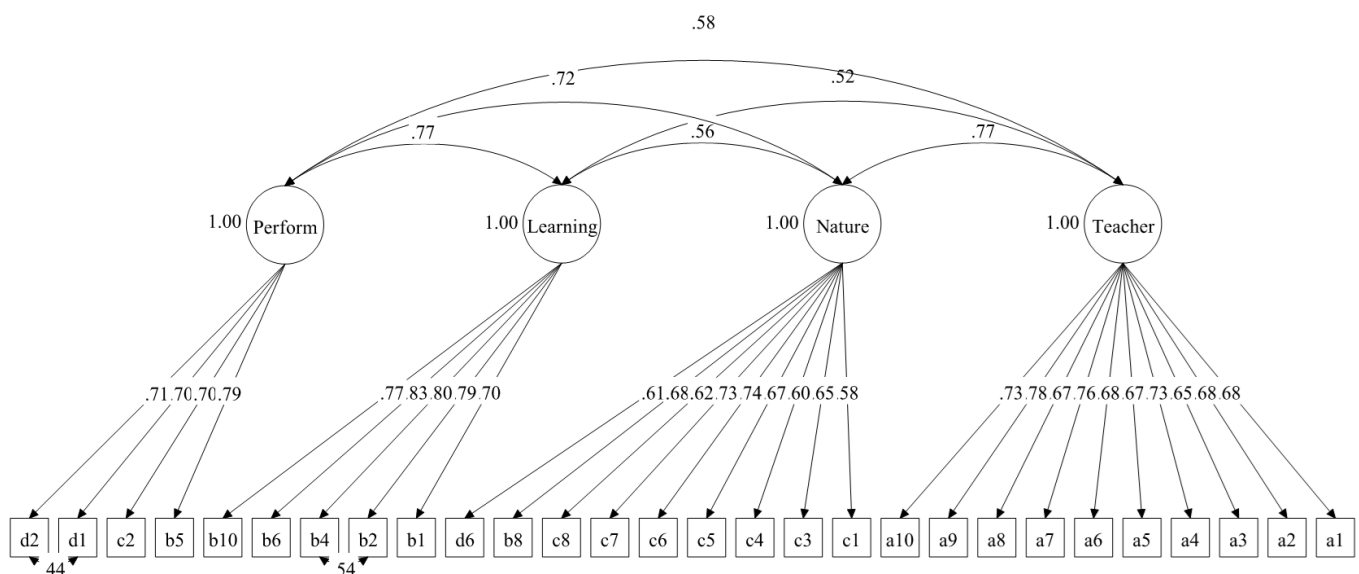 .58
.72 .52
.77 .56 .77
1.00 Perform 1.00 Learning 1.00 Nature 1.00 Teacher
.71 .70 .70 .79 .77 .83 .80 .79 .70 .61 .68 .62 .73 .74 .67 .60 .65 .58 .73 .78 .67 .76 .68 .67 .73 .65 .68 .68
d2 d1 c2 b5 b10 b6 b4 b2 b1 d6 b8 c8 c7 c6 c5 c4 c3 c1 a10 a9 a8 a7 a6 a5 a4 a3 a2 a1
.44 .54